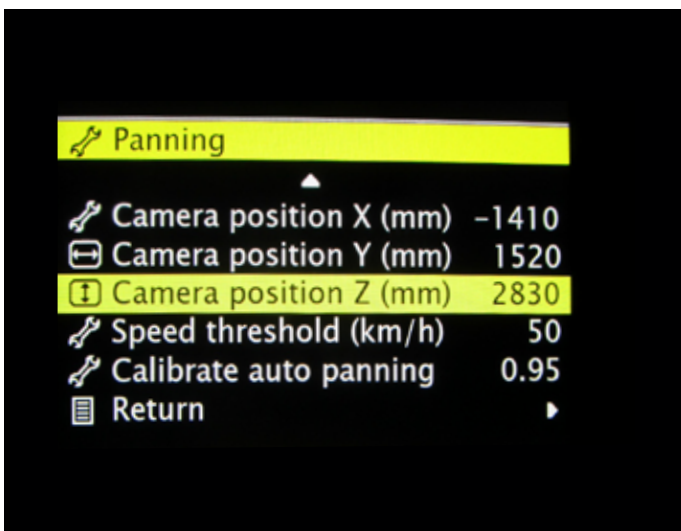 Panning
Camera position X (mm) -1410
Camera position Y (mm) 1520
Camera position Z (mm) 2830
Speed threshold (km/h) 50
Calibrate auto panning 0.95
Return